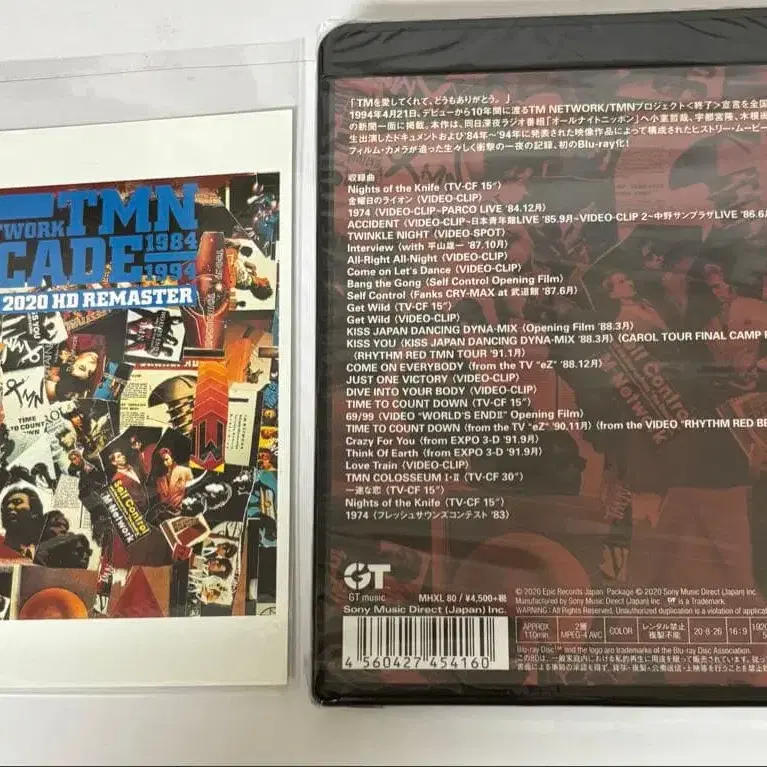 TMN
WORK
CADE
1984
1994
2020 HD REMASTER
TMN
Self Control
TM Network
TIME
TO COUNT
DOWN
「TMを愛してくれて、どうもありがとう。」
1994年4月21日、デビューから10年間に渡るTM NETWORK/TMNプロジェクト<終了>宣言を全国
の新聞一面に掲載。本作は、同日深夜ラジオ番組「オールナイトニッポン」へ小室哲哉、宇都宮隆、木根尚
生出演したドキュメントおよび'84年〜'94年に発表された映像作品によって構成されたヒストリー・ムービー
フィルム・カメラが追った生々しく衝撃の一夜の記録、初のBlu-ray化!
収録曲
Nights of the Knife〈TV-CF 15"〉
金曜日のライオン〈VIDEO-CLIP〉
1974〈VIDEO-CLIP~PARCO LIVE '84.12月〉
ACCIDENT〈VIDEO-CLIP~日本青年館LIVE '85.9月~VIDEO-CLIP 2~中野サンプラザLIVE '86.6月
TWINKLE NIGHT〈VIDEO-SPOT〉
Interview〈with 平山雄一 '87.10月〉
All-Right All-Night〈VIDEO-CLIP〉
Come on Let's Dance〈VIDEO-CLIP〉
Bang the Gong〈Self Control Opening Film〉
Self Control〈Fanks CRY-MAX at 武道館 '87.6月〉
Get Wild〈TV-CF 15"〉
Get Wild〈VIDEO-CLIP〉
KISS JAPAN DANCING DYNA-MIX〈Opening Film '88.3月〉
KISS YOU〈KISS JAPAN DANCING DYNA-MIX '88.3月〉〈CAROL TOUR FINAL CAMP F
〈RHYTHM RED TMN TOUR '91.1月〉
COME ON EVERYBODY〈from the TV "eZ" '88.12月〉
JUST ONE VICTORY〈VIDEO-CLIP〉
DIVE INTO YOUR BODY〈VIDEO-CLIP〉
TIME TO COUNT DOWN〈TV-CF 15"〉
69/99〈VIDEO "WORLD'S ENDⅡ" Opening Film〉
TIME TO COUNT DOWN〈from the TV "eZ" '90.11月〉〈from the VIDEO "RHYTHM RED BE
Crazy For You〈from EXPO 3-D '91.9月〉
Think Of Earth〈from EXPO 3-D '91.9月〉
Love Train〈VIDEO-CLIP〉
TMN COLOSSEUM Ⅰ·Ⅱ〈TV-CF 30"〉
一途な恋〈TV-CF 15"〉
Nights of the Knife〈TV-CF 15"〉
1974〈フレッシュサウンズコンテスト '83〉
GT
GT music
MHXL 80 / ¥4,500+税
Sony Music Direct (Japan) Inc.
4 560427 454160
© 2020 Epic Records Japan Package © 2020 Sony Music Direct (Japan) Inc.
Manufactured by Sony Music Direct (Japan) Inc. GT is a Trademark.
WARNING : All Rights Reserved. Unauthorized duplication is a violation of applica
APPROX. 110min. 2層 MPEG-4 AVC COLOR レンタル禁止 複製不能 20·8·26 16:9 1920
Blu-ray Disc™ and the logo are trademarks of the Blu-ray Disc Association.